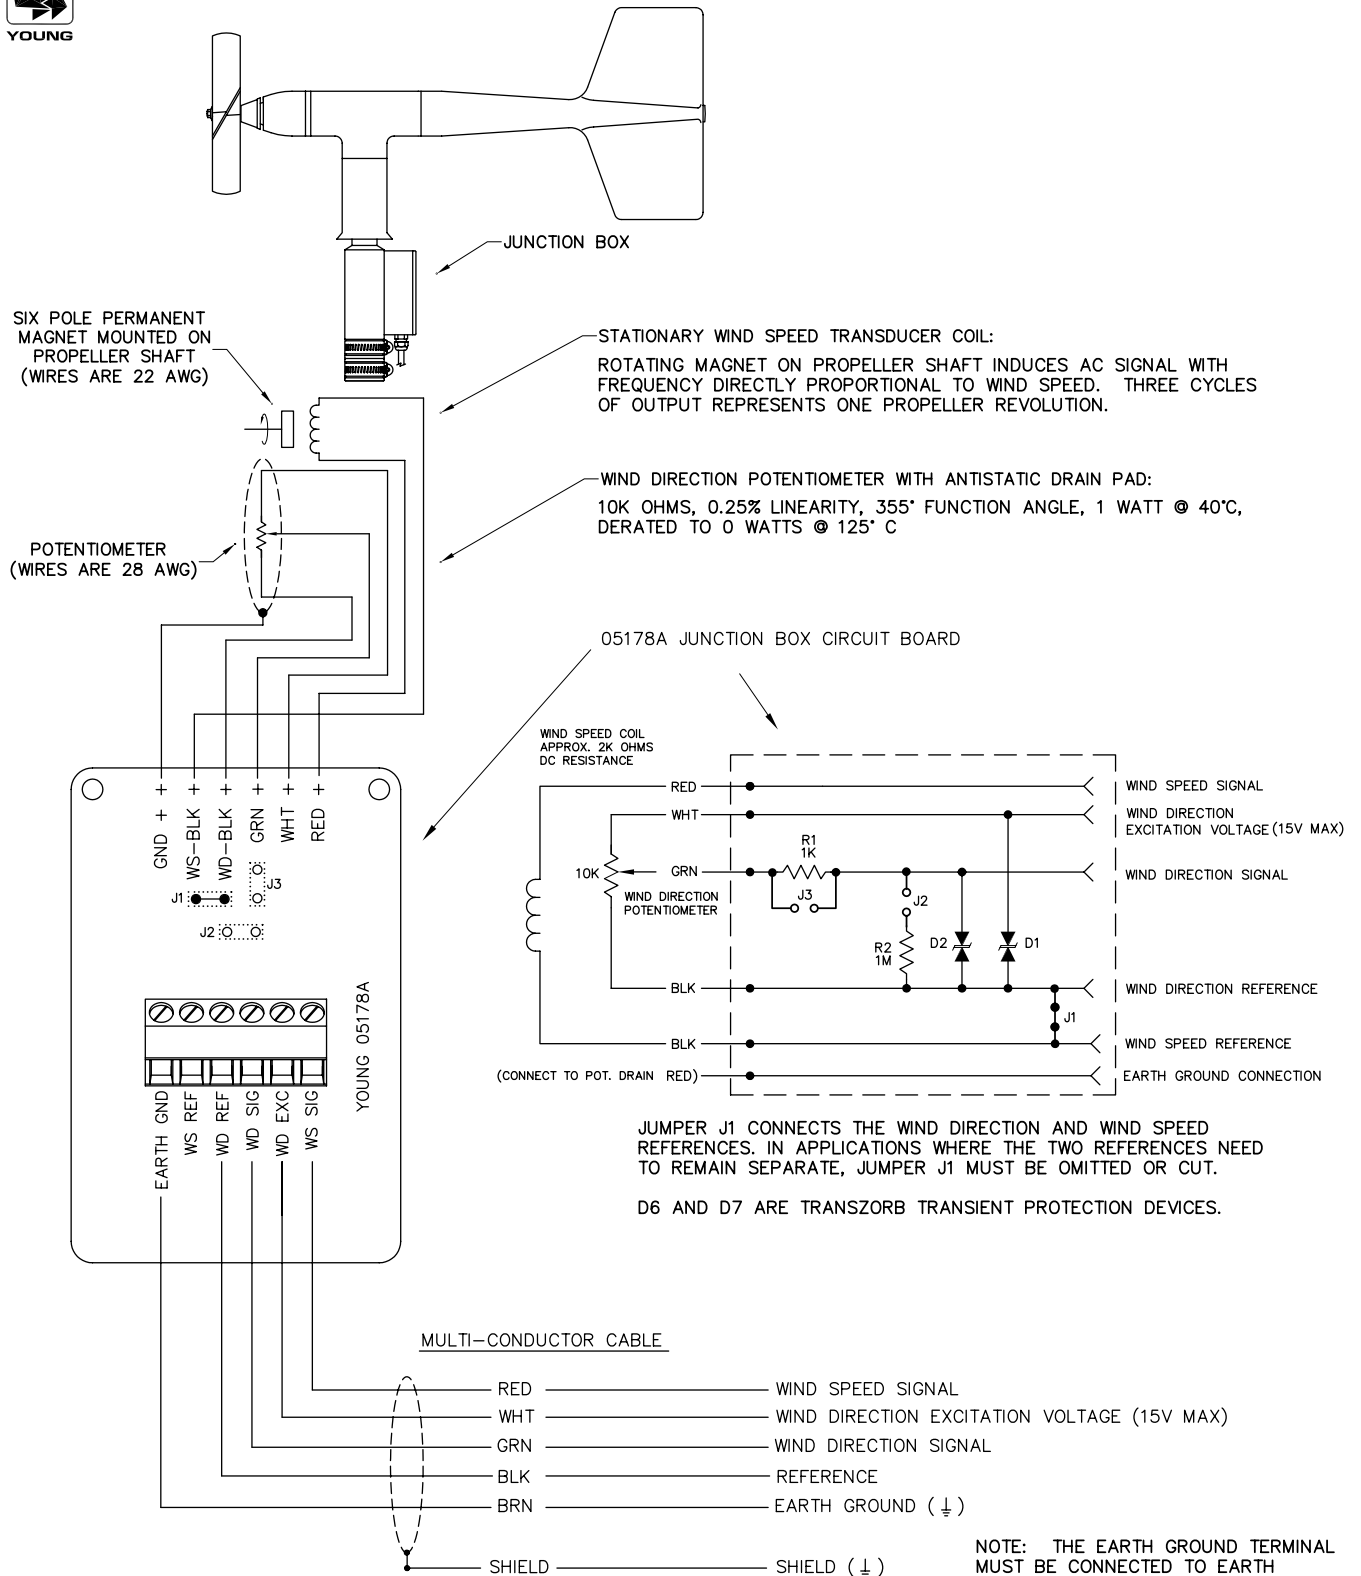 YOUNG
JUNCTION BOX
SIX POLE PERMANENT
MAGNET MOUNTED ON
PROPELLER SHAFT
(WIRES ARE 22 AWG)
STATIONARY WIND SPEED TRANSDUCER COIL:
ROTATING MAGNET ON PROPELLER SHAFT INDUCES AC SIGNAL WITH
FREQUENCY DIRECTLY PROPORTIONAL TO WIND SPEED. THREE CYCLES
OF OUTPUT REPRESENTS ONE PROPELLER REVOLUTION.
WIND DIRECTION POTENTIOMETER WITH ANTISTATIC DRAIN PAD:
10K OHMS, 0.25% LINEARITY, 355° FUNCTION ANGLE, 1 WATT @ 40°C,
DERATED TO 0 WATTS @ 125° C
POTENTIOMETER
(WIRES ARE 28 AWG)
05178A JUNCTION BOX CIRCUIT BOARD
GND +
+
WS-BLK +
WD-BLK +
GRN +
WHT +
RED +
J1
J3
J2
YOUNG 05178A
EARTH GND
WS REF
WD REF
WD SIG
WD EXC
WS SIG
WIND SPEED COIL
APPROX. 2K OHMS
DC RESISTANCE
RED
WIND SPEED SIGNAL
WHT
WIND DIRECTION
EXCITATION VOLTAGE (15V MAX)
R1
1K
10K
GRN
WIND DIRECTION SIGNAL
WIND DIRECTION
POTENTIOMETER
J3
J2
R2
1M
D2
D1
BLK
WIND DIRECTION REFERENCE
J1
BLK
WIND SPEED REFERENCE
(CONNECT TO POT. DRAIN RED)
EARTH GROUND CONNECTION
JUMPER J1 CONNECTS THE WIND DIRECTION AND WIND SPEED
REFERENCES. IN APPLICATIONS WHERE THE TWO REFERENCES NEED
TO REMAIN SEPARATE, JUMPER J1 MUST BE OMITTED OR CUT.
D6 AND D7 ARE TRANSZORB TRANSIENT PROTECTION DEVICES.
MULTI-CONDUCTOR CABLE
RED WIND SPEED SIGNAL
WHT WIND DIRECTION EXCITATION VOLTAGE (15V MAX)
GRN WIND DIRECTION SIGNAL
BLK REFERENCE
BRN EARTH GROUND (⏚)
SHIELD SHIELD (⏚)
NOTE: THE EARTH GROUND TERMINAL
MUST BE CONNECTED TO EARTH